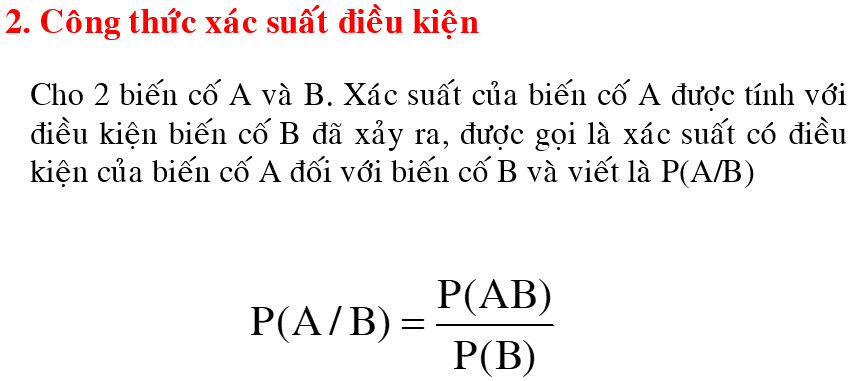 2. Công thức xác suất điều kiện
Cho 2 biến cố A và B. Xác suất của biến cố A được tính với
điều kiện biến cố B đã xảy ra, được gọi là xác suất có điều
kiện của biến cố A đối với biến cố B và viết là P(A/B)
P(A / B) = P(AB) / P(B)